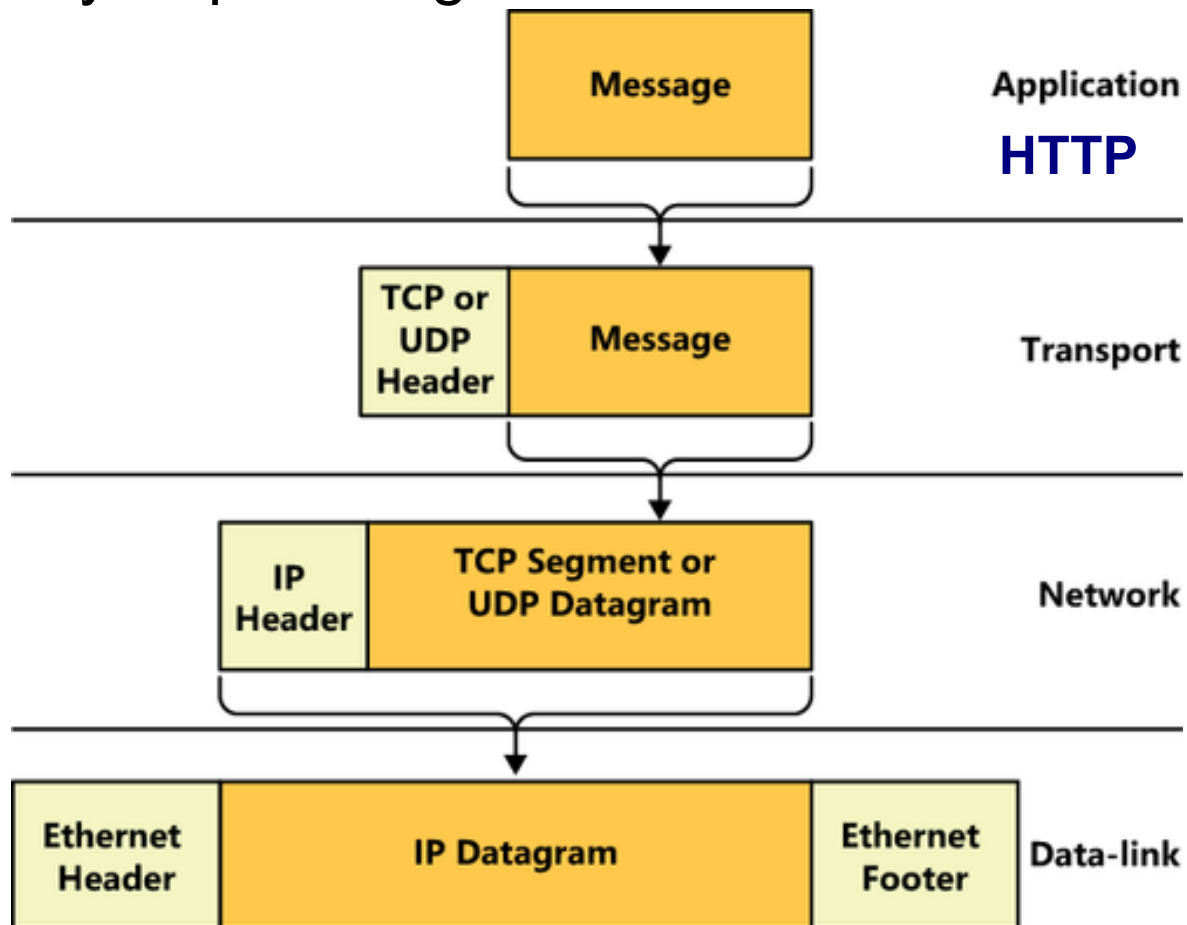 Message
Application
HTTP
TCP or
UDP
Header
Message
Transport
IP
Header
TCP Segment or
UDP Datagram
Network
Ethernet
Header
IP Datagram
Ethernet
Footer
Data-link